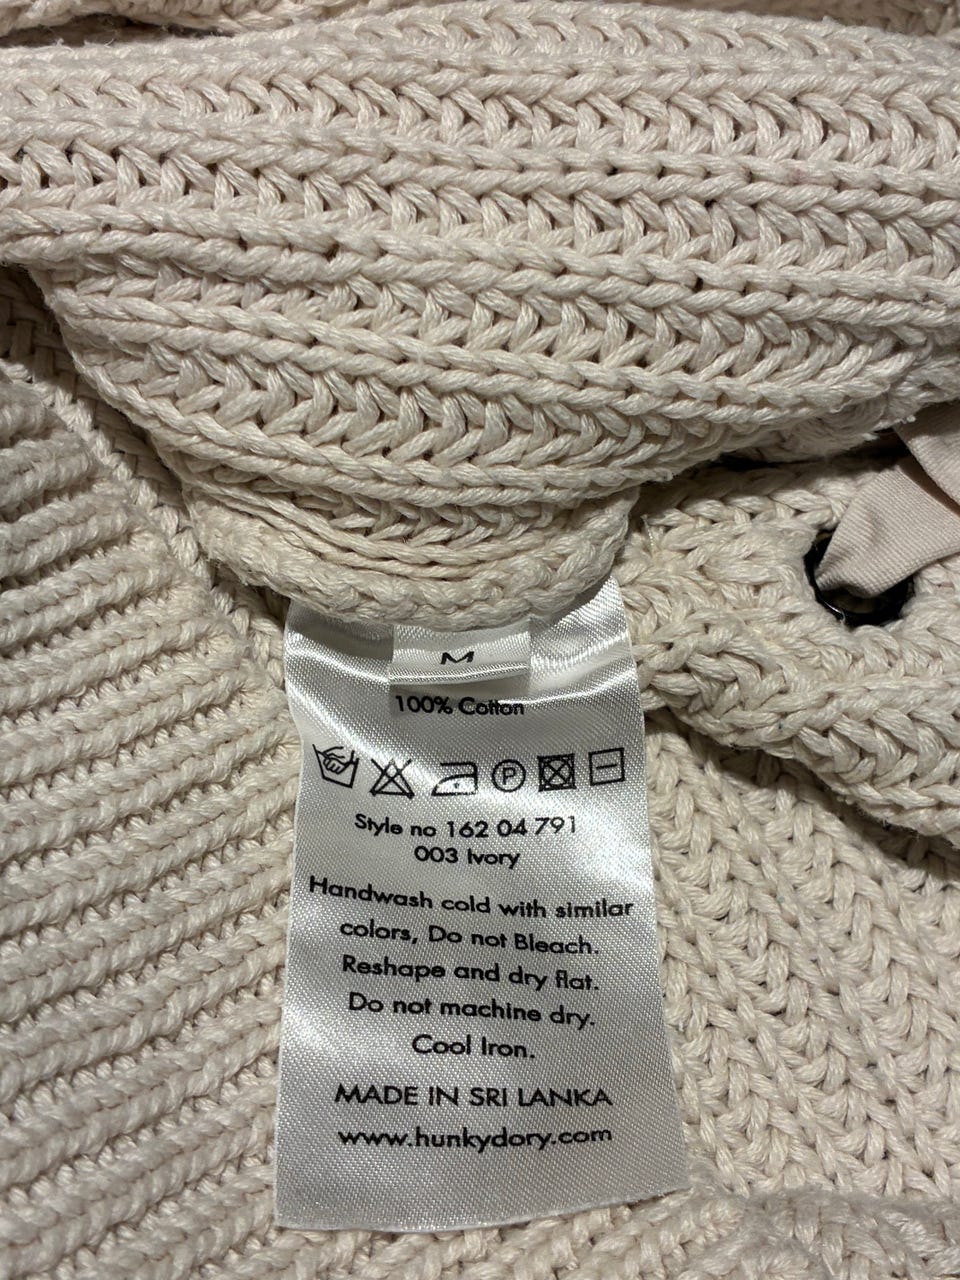 M
100% Cotton
P
Style no 162 04 791
003 Ivory
Handwash cold with similar
colors, Do not Bleach.
Reshape and dry flat.
Do not machine dry.
Cool Iron.
MADE IN SRI LANKA
www.hunkydory.com